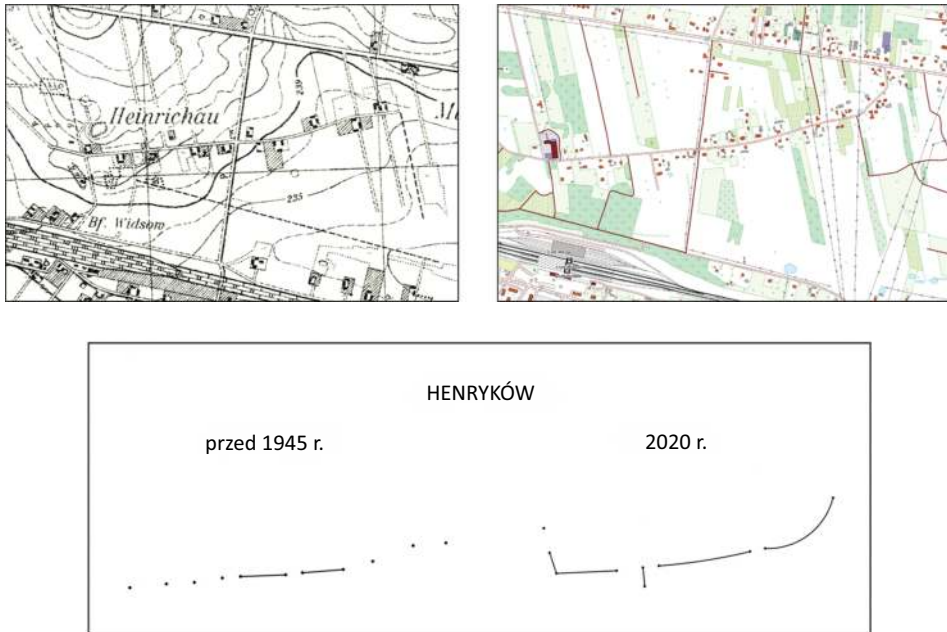 Heinrichau
239
M
235
Bf. Widsow
HENRYKÓW
przed 1945 r.
2020 r.